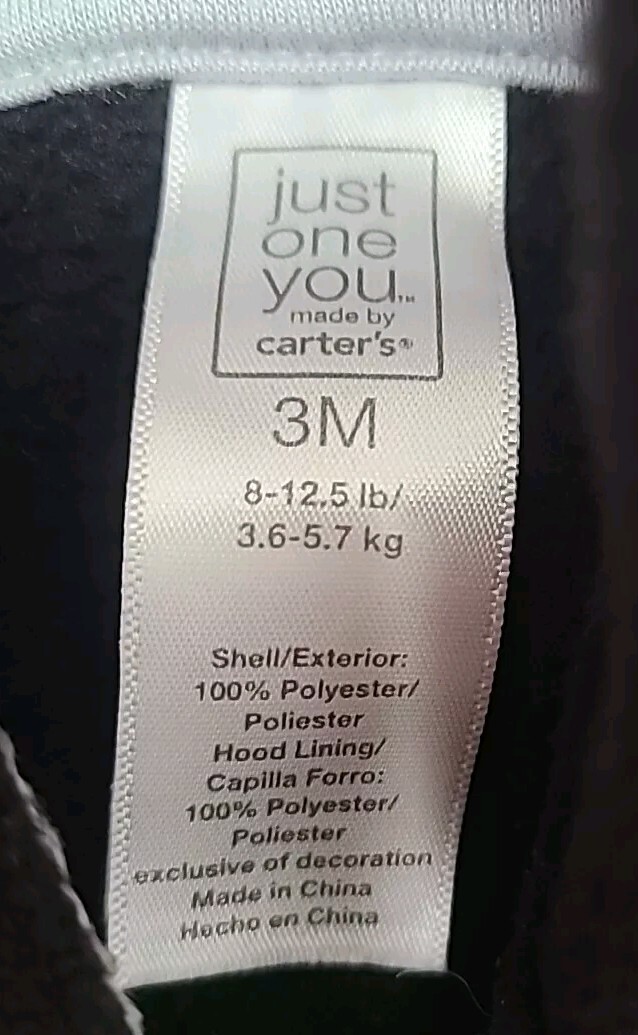 just
one
you™
made by
carter's®
3M
8-12.5 lb/
3.6-5.7 kg
Shell/Exterior:
100% Polyester/
Poliester
Hood Lining/
Capilla Forro:
100% Polyester/
Poliester
exclusive of decoration
Made in China
Hecho en China